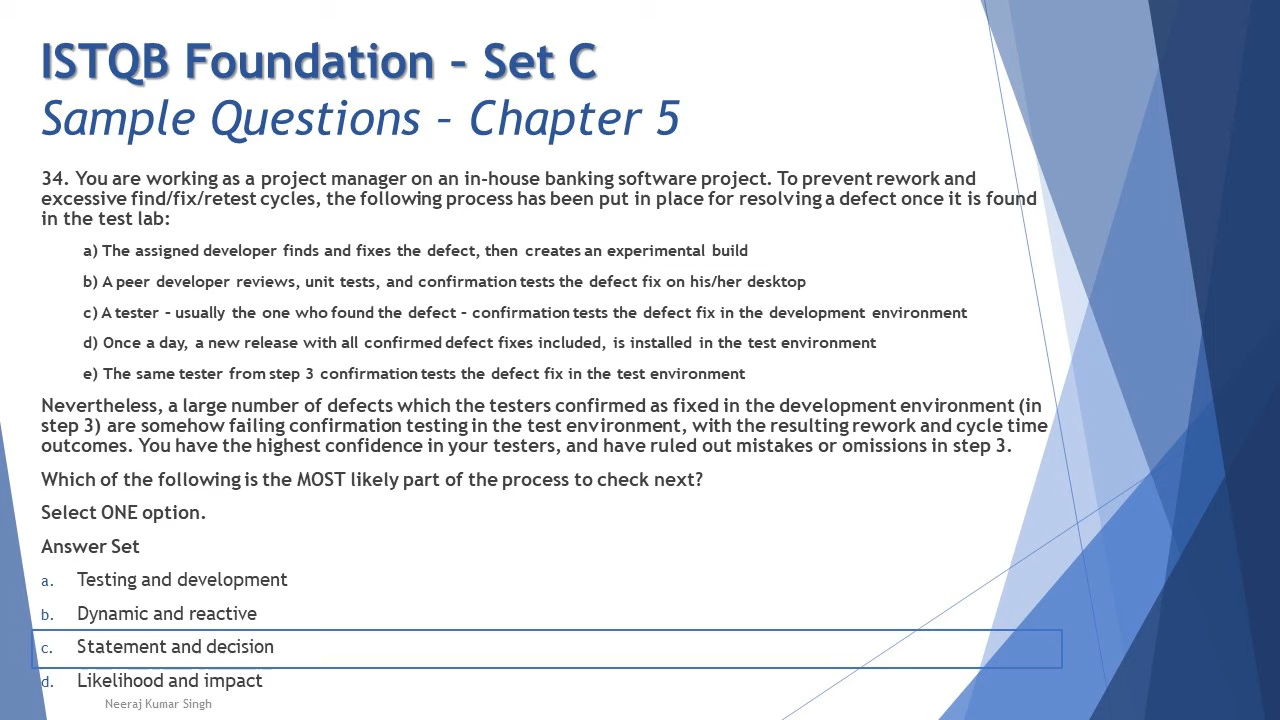 ISTQB Foundation – Set C
Sample Questions – Chapter 5
34. You are working as a project manager on an in-house banking software project. To prevent rework and
excessive find/fix/retest cycles, the following process has been put in place for resolving a defect once it is found
in the test lab:
a) The assigned developer finds and fixes the defect, then creates an experimental build
b) A peer developer reviews, unit tests, and confirmation tests the defect fix on his/her desktop
c) A tester – usually the one who found the defect – confirmation tests the defect fix in the development environment
d) Once a day, a new release with all confirmed defect fixes included, is installed in the test environment
e) The same tester from step 3 confirmation tests the defect fix in the test environment
Nevertheless, a large number of defects which the testers confirmed as fixed in the development environment (in
step 3) are somehow failing confirmation testing in the test environment, with the resulting rework and cycle time
outcomes. You have the highest confidence in your testers, and have ruled out mistakes or omissions in step 3.
Which of the following is the MOST likely part of the process to check next?
Select ONE option.
Answer Set
a. Testing and development
b. Dynamic and reactive
c. Statement and decision
d. Likelihood and impact
Neeraj Kumar Singh